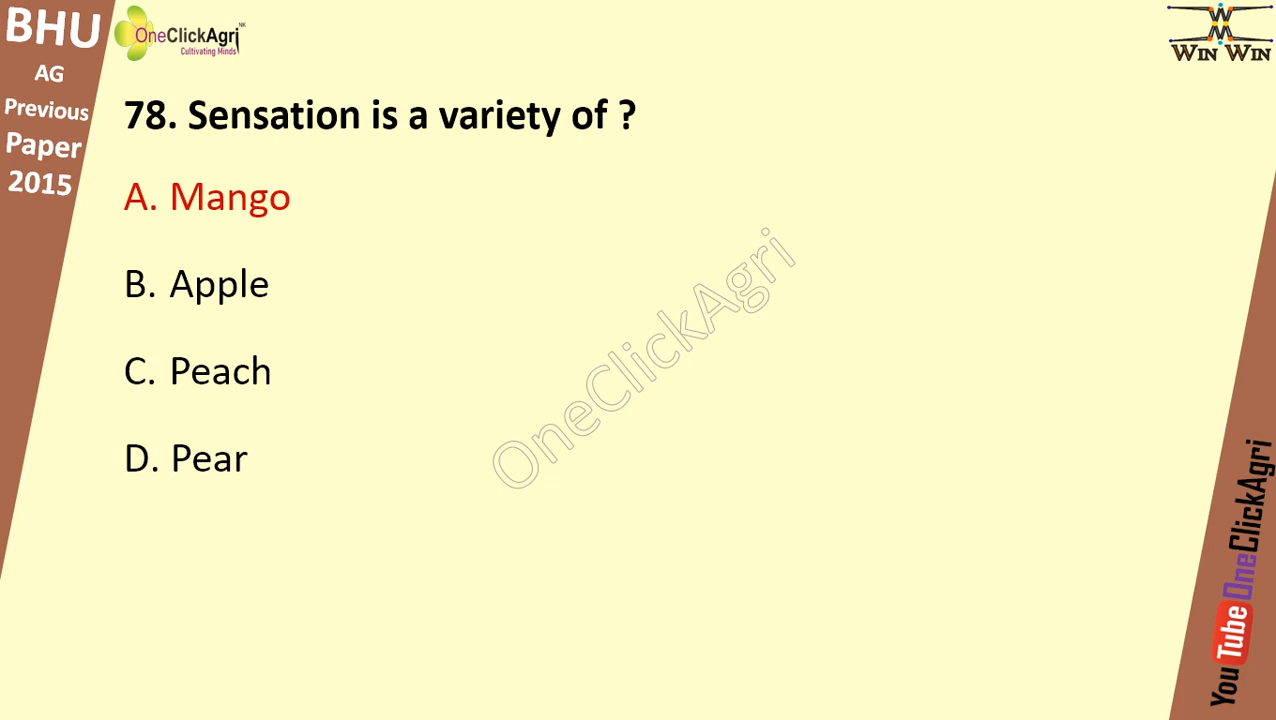 BHU
AG
Previous
Paper
2015
OneClickAgri NK
Cultivating Minds
WIN WIN
78. Sensation is a variety of ?
A. Mango
B. Apple
C. Peach
D. Pear
OneClickAgri
YouTube OneClickAgri